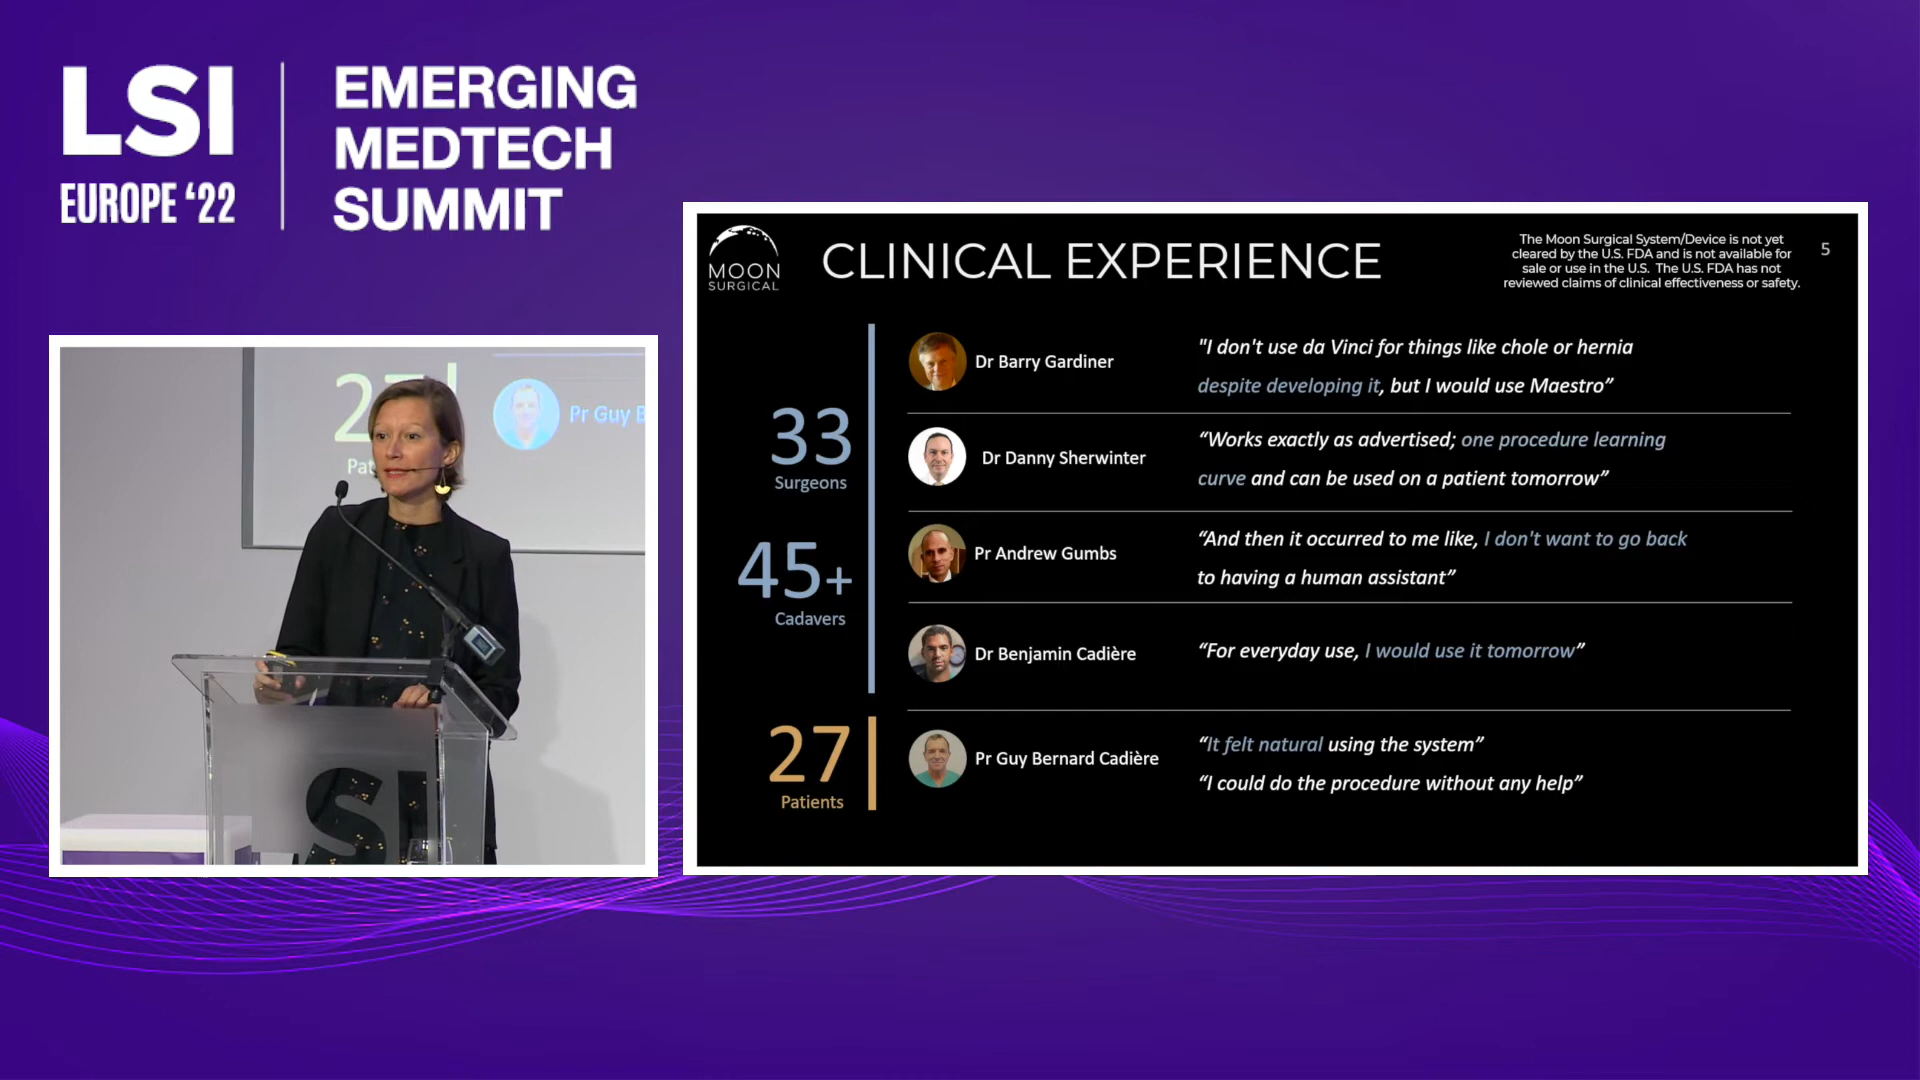 LSI
EUROPE ‘22
EMERGING
MEDTECH
SUMMIT
27
Pat
Pr Guy B
LSI
MOON
SURGICAL
CLINICAL EXPERIENCE
The Moon Surgical System/Device is not yet
cleared by the U.S. FDA and is not available for
sale or use in the U.S. The U.S. FDA has not
reviewed claims of clinical effectiveness or safety.
5
33
Surgeons
45+
Cadavers
27
Patients
Dr Barry Gardiner
"I don't use da Vinci for things like chole or hernia
despite developing it, but I would use Maestro”
Dr Danny Sherwinter
“Works exactly as advertised; one procedure learning
curve and can be used on a patient tomorrow”
Pr Andrew Gumbs
“And then it occurred to me like, I don't want to go back
to having a human assistant”
Dr Benjamin Cadière
“For everyday use, I would use it tomorrow”
Pr Guy Bernard Cadière
“It felt natural using the system”
“I could do the procedure without any help”